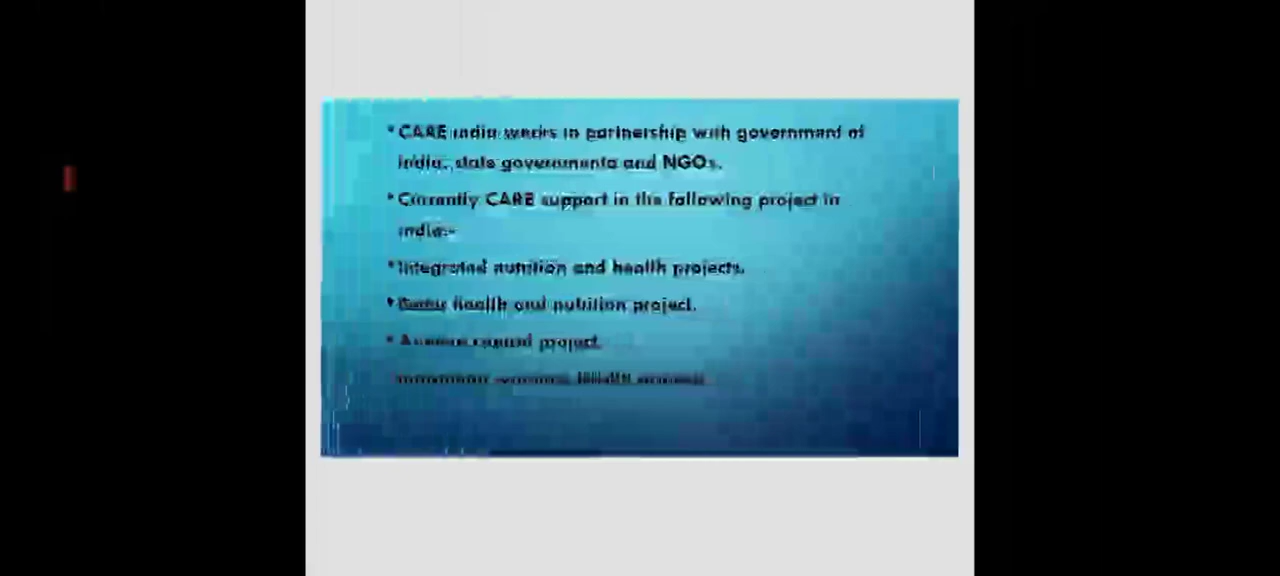 * CARE india works in partnership with government of
india, state governments and NGOs.
* Currently CARE support in the following project in
india:-
* Integrated nutrition and health projects.
* health and nutrition project.
* project.